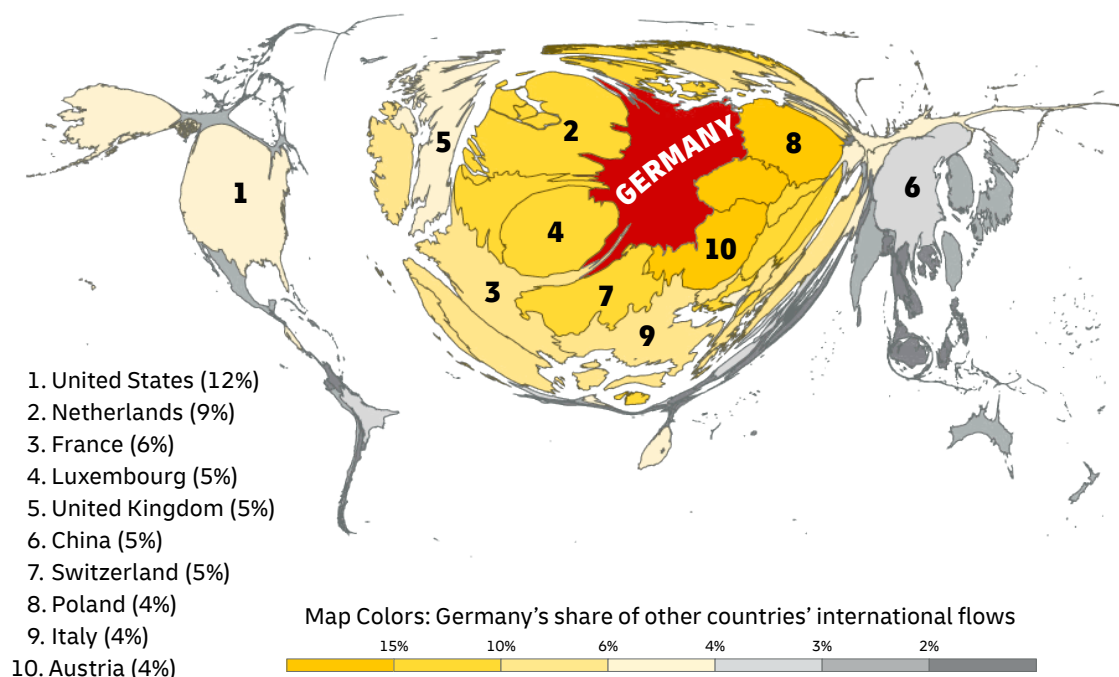 GERMANY
1
2
3
4
5
6
7
8
9
10
1. United States (12%)
2. Netherlands (9%)
3. France (6%)
4. Luxembourg (5%)
5. United Kingdom (5%)
6. China (5%)
7. Switzerland (5%)
8. Poland (4%)
9. Italy (4%)
10. Austria (4%)
Map Colors: Germany’s share of other countries’ international flows
15% 10% 6% 4% 3% 2%